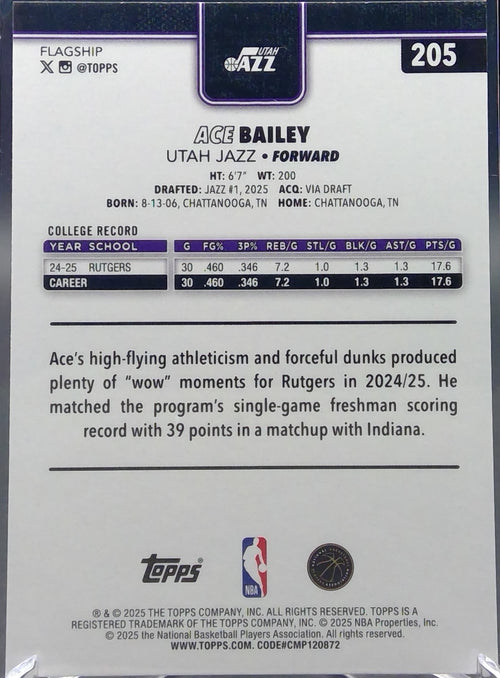 FLAGSHIP
@TOPPS
UTAH JAZZ
205
ACE BAILEY
UTAH JAZZ • FORWARD
HT: 6'7" WT: 200
DRAFTED: JAZZ #1, 2025 ACQ: VIA DRAFT
BORN: 8-13-06, CHATTANOOGA, TN HOME: CHATTANOOGA, TN
COLLEGE RECORD
YEAR SCHOOL G FG% 3P% REB/G STL/G BLK/G AST/G PTS/G
24-25 RUTGERS 30 .460 .346 7.2 1.0 1.3 1.3 17.6
CAREER 30 .460 .346 7.2 1.0 1.3 1.3 17.6
Ace's high-flying athleticism and forceful dunks produced
plenty of "wow" moments for Rutgers in 2024/25. He
matched the program's single-game freshman scoring
record with 39 points in a matchup with Indiana.
topps®
NBA
® & © 2025 THE TOPPS COMPANY, INC. ALL RIGHTS RESERVED. TOPPS IS A
REGISTERED TRADEMARK OF THE TOPPS COMPANY, INC. © 2025 NBA Properties, Inc.
© 2025 the National Basketball Players Association. All rights reserved.
WWW.TOPPS.COM. CODE#CMP120872